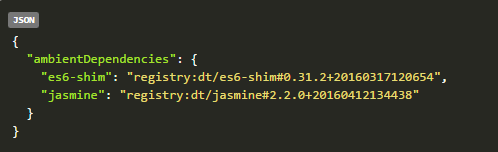 JSON
{
  "ambientDependencies": {
    "es6-shim": "registry:dt/es6-shim#0.31.2+20160317120654",
    "jasmine": "registry:dt/jasmine#2.2.0+20160412134438"
  }
}